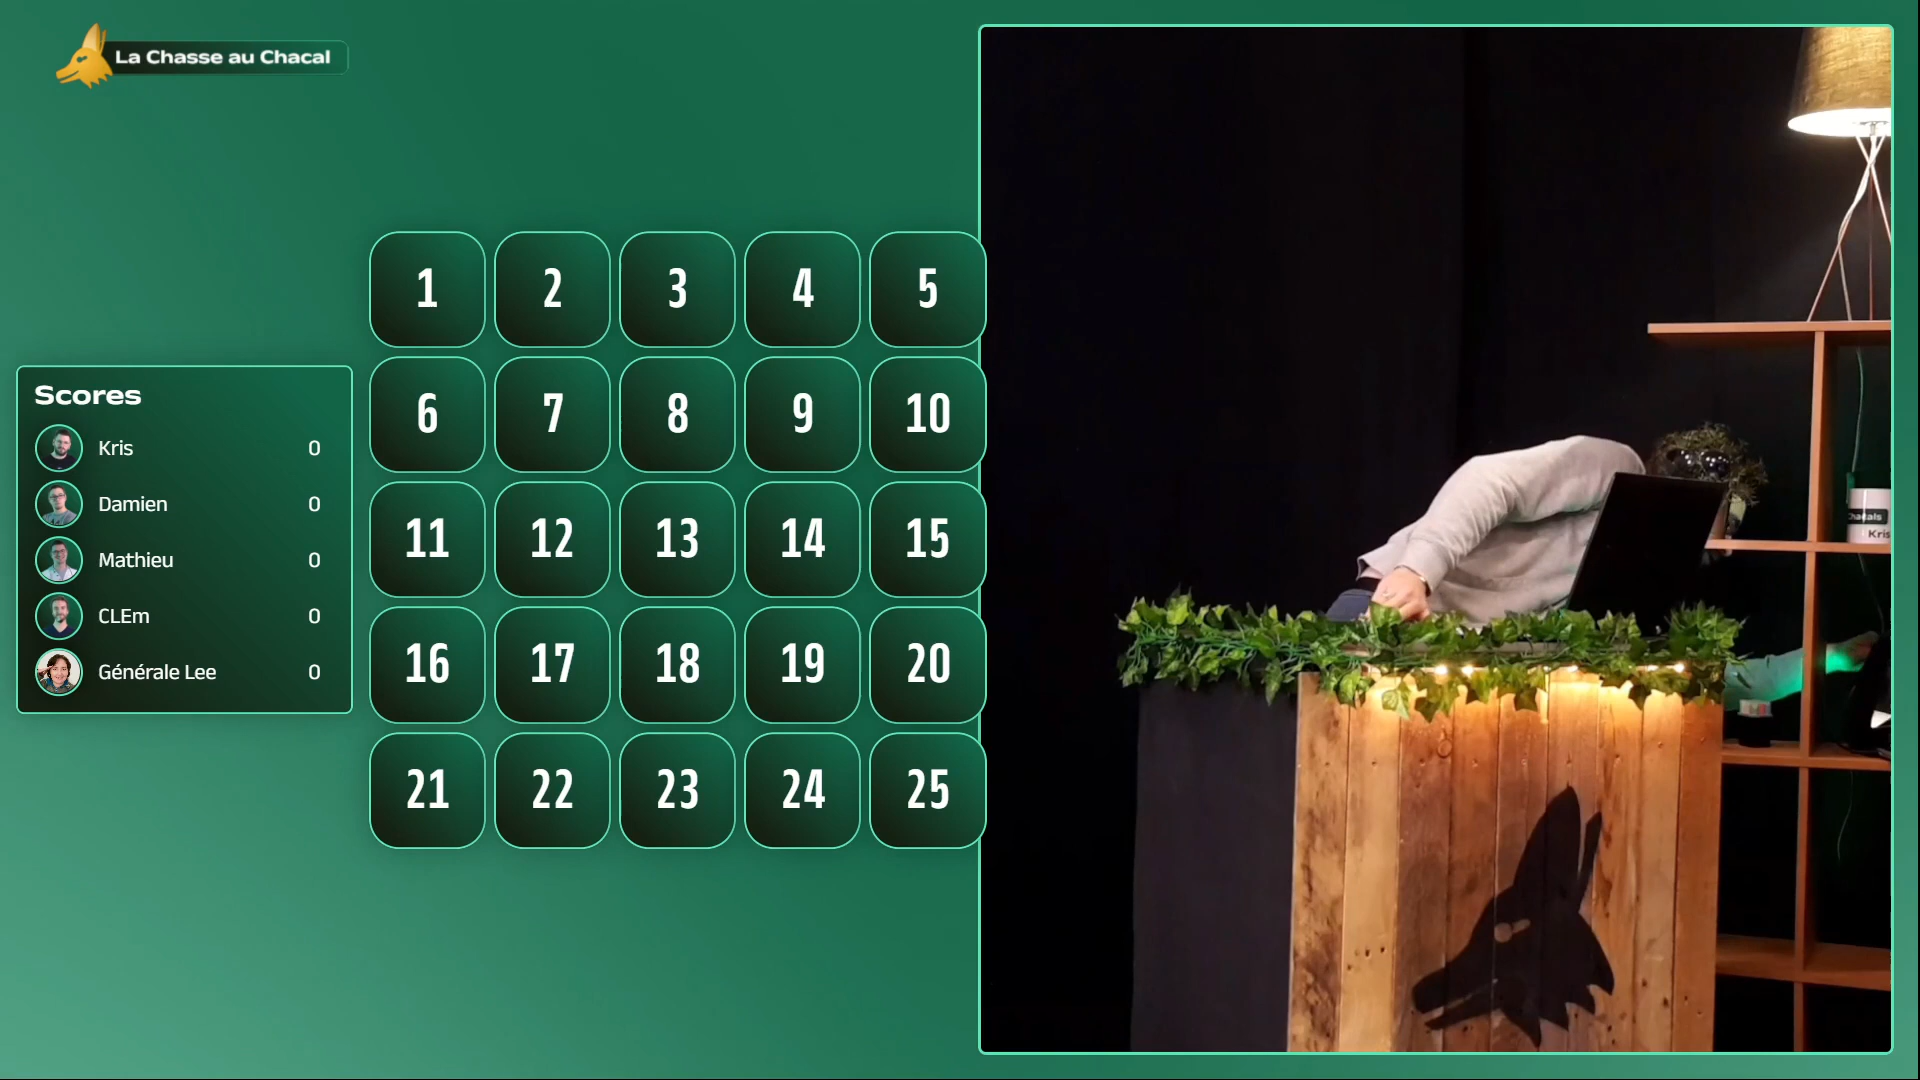 La Chasse au Chacal
1 2 3 4 5
6 7 8 9 10
11 12 13 14 15
16 17 18 19 20
21 22 23 24 25
Scores
Kris 0
Damien 0
Mathieu 0
CLEm 0
Générale Lee 0
Chacals
Kris